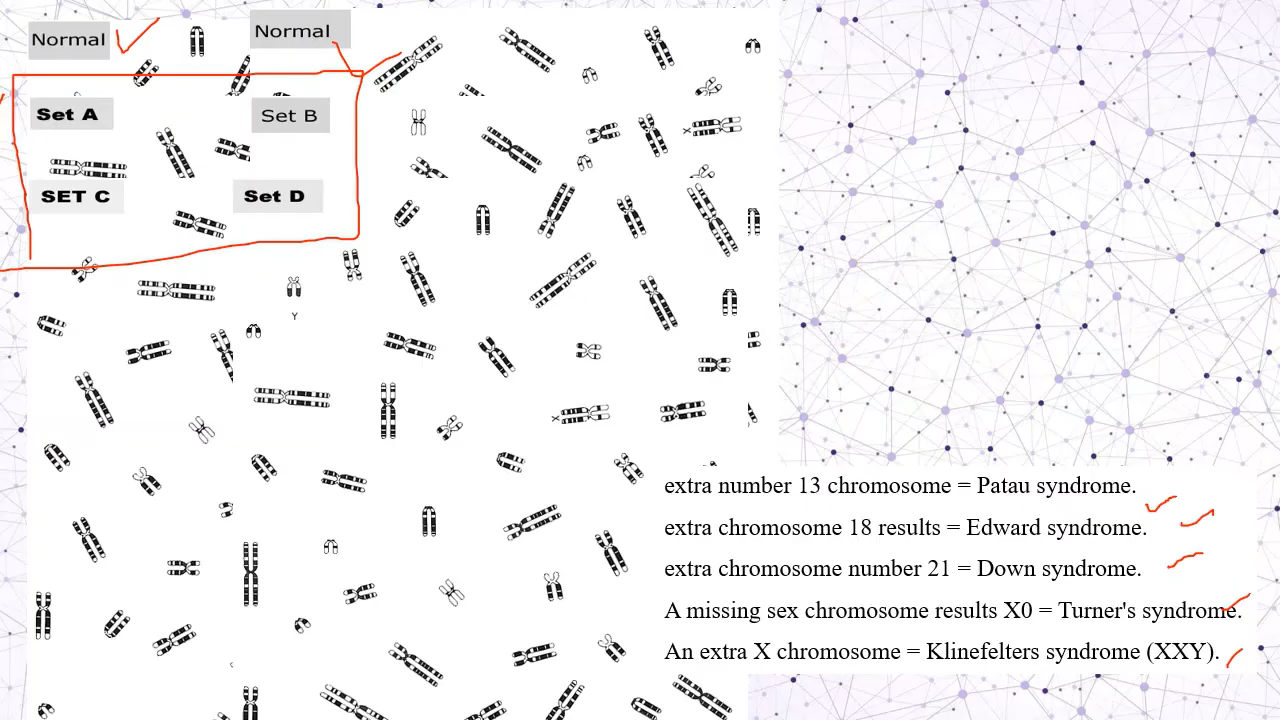 Normal
Normal
Set A
Set B
SET C
Set D
x
Y
x
extra number 13 chromosome = Patau syndrome.
extra chromosome 18 results = Edward syndrome.
extra chromosome number 21 = Down syndrome.
A missing sex chromosome results X0 = Turner's syndrome.
An extra X chromosome = Klinefelters syndrome (XXY).